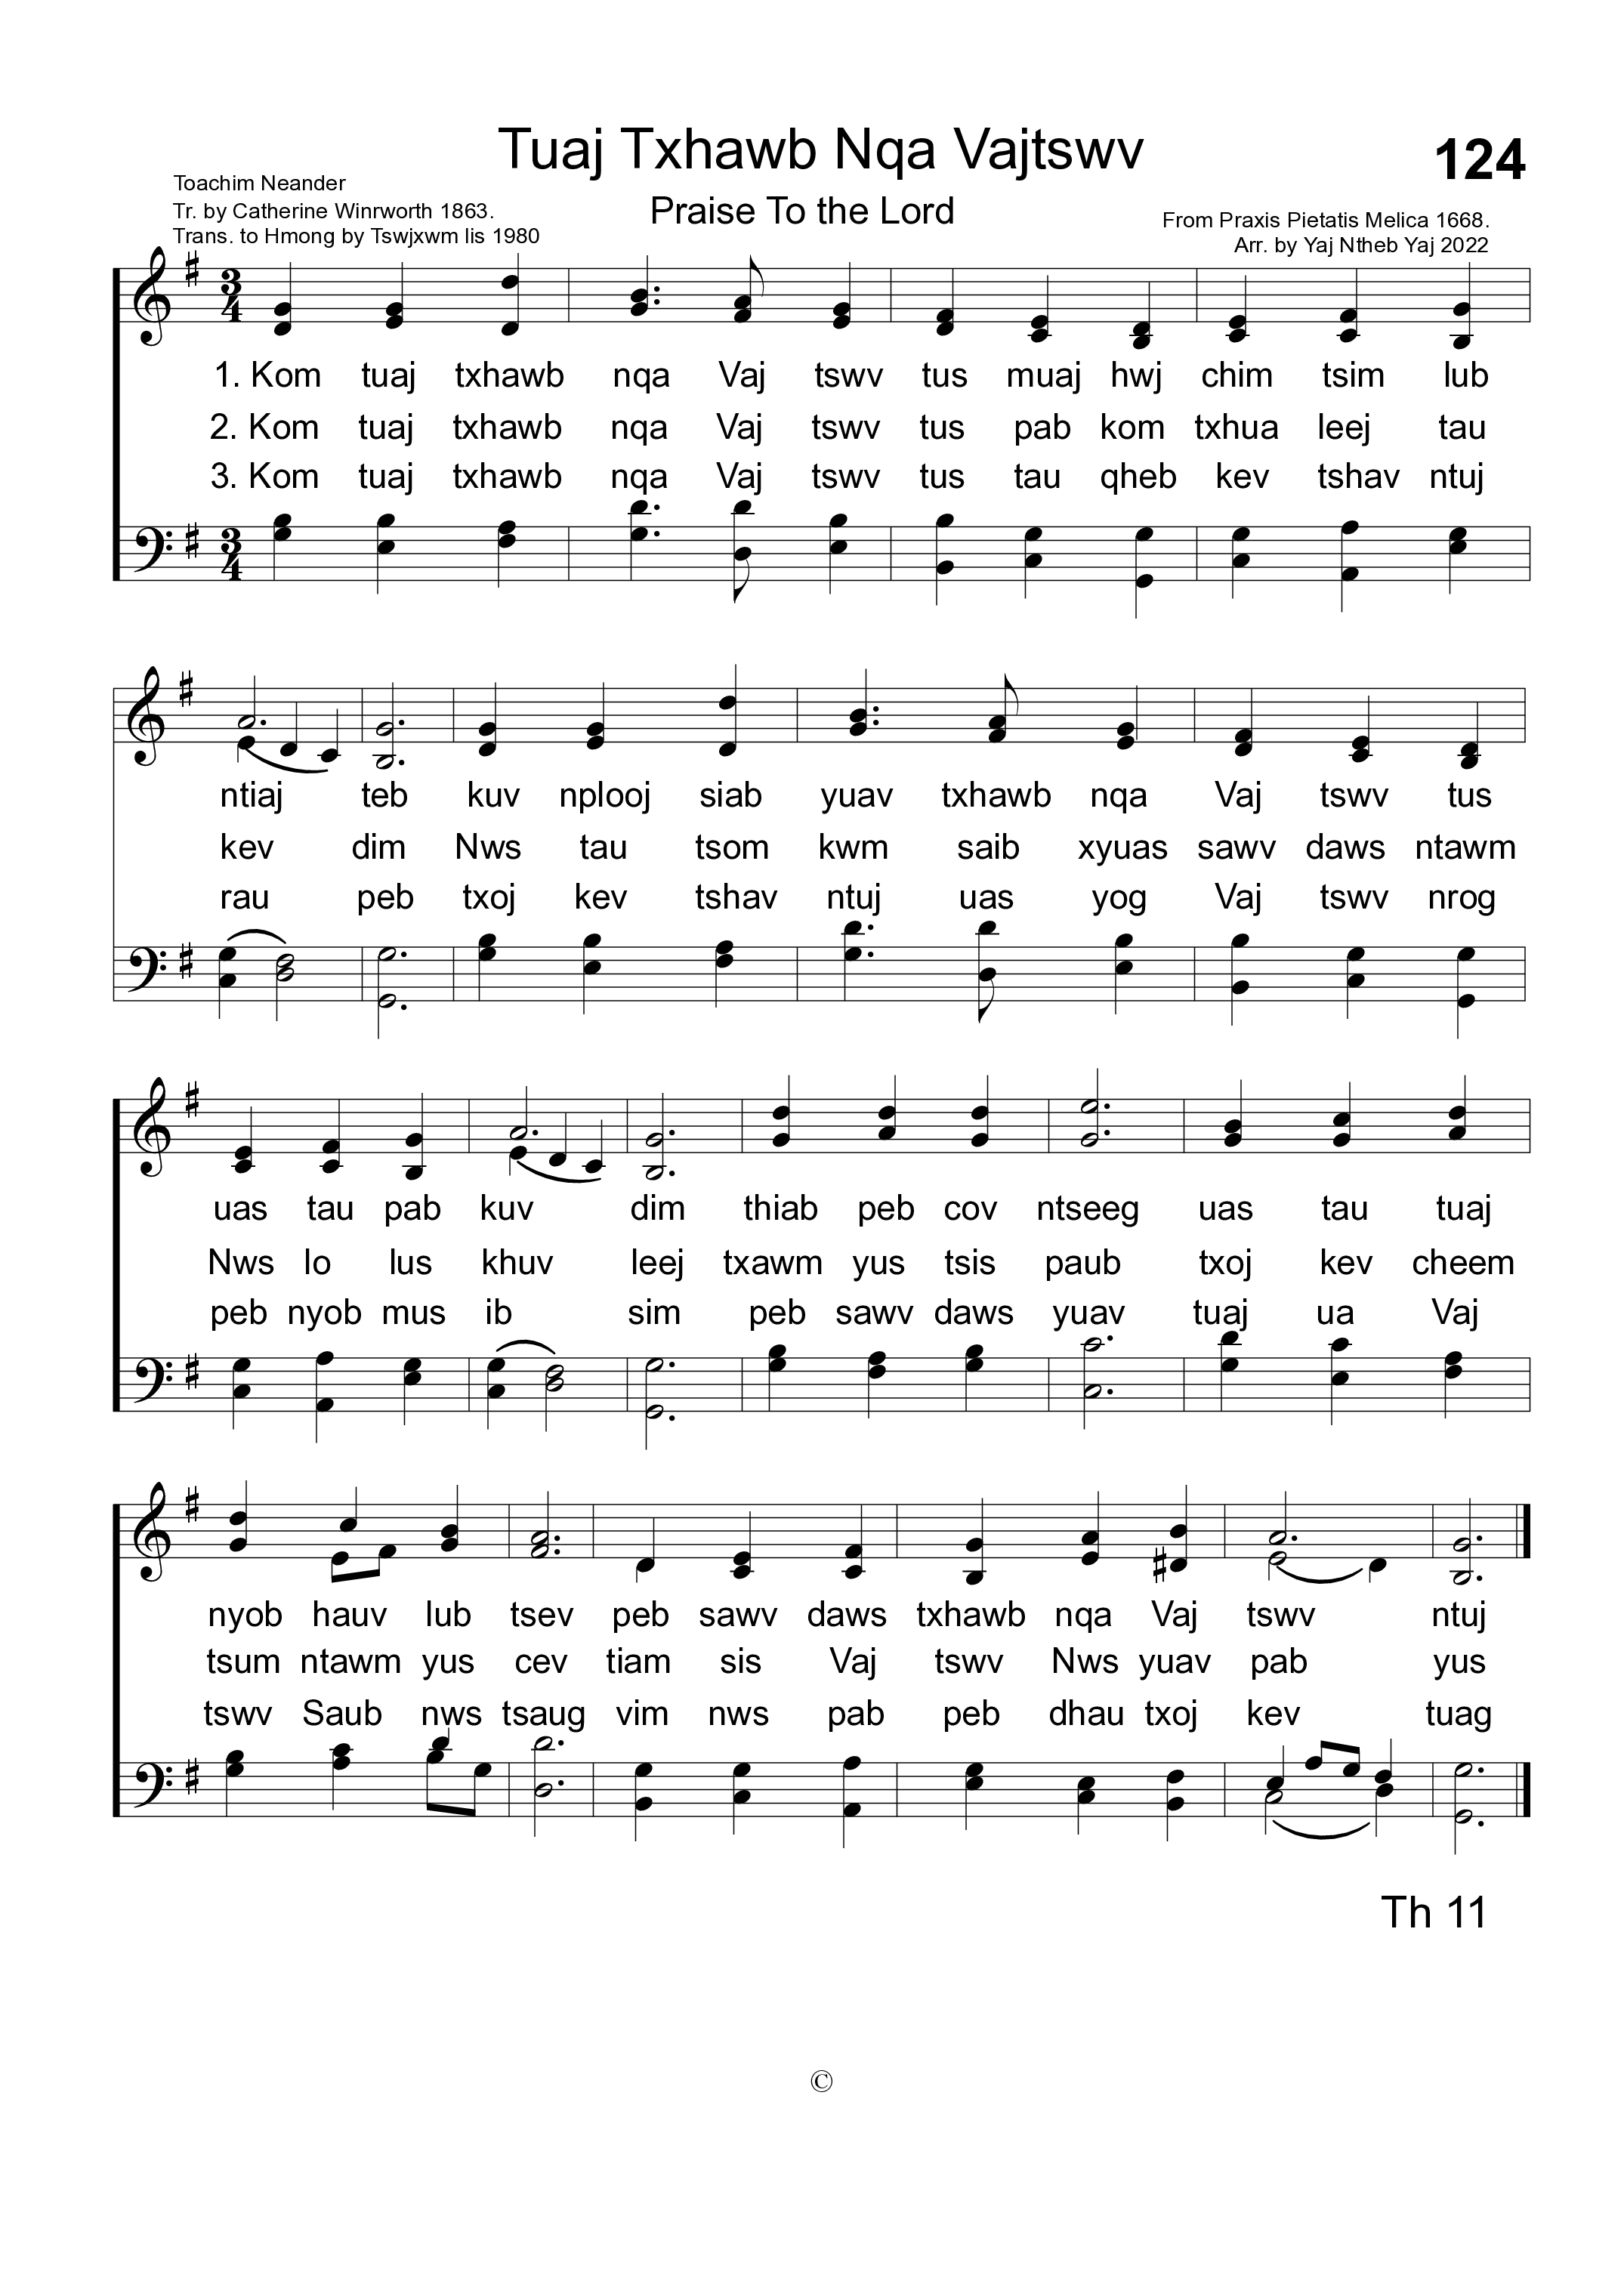 Tuaj Txhawb Nqa Vajtswv
124
Toachim Neander
Praise To the Lord
Tr. by Catherine Winrworth 1863.
From Praxis Pietatis Melica 1668.
Trans. to Hmong by Tswjxwm lis 1980
Arr. by Yaj Ntheb Yaj 2022
1. Kom tuaj txhawb nqa Vaj tswv tus muaj hwj chim tsim lub
2. Kom tuaj txhawb nqa Vaj tswv tus pab kom txhua leej tau
3. Kom tuaj txhawb nqa Vaj tswv tus tau qheb kev tshav ntuj
ntiaj teb kuv nplooj siab yuav txhawb nqa Vaj tswv tus
kev dim Nws tau tsom kwm saib xyuas sawv daws ntawm
rau peb txoj kev tshav ntuj uas yog Vaj tswv nrog
uas tau pab kuv dim thiab peb cov ntseeg uas tau tuaj
Nws lo lus khuv leej txawm yus tsis paub txoj kev cheem
peb nyob mus ib sim peb sawv daws yuav tuaj ua Vaj
nyob hauv lub tsev peb sawv daws txhawb nqa Vaj tswv ntuj
tsum ntawm yus cev tiam sis Vaj tswv Nws yuav pab yus
tswv Saub nws tsaug vim nws pab peb dhau txoj kev tuag
Th 11
©